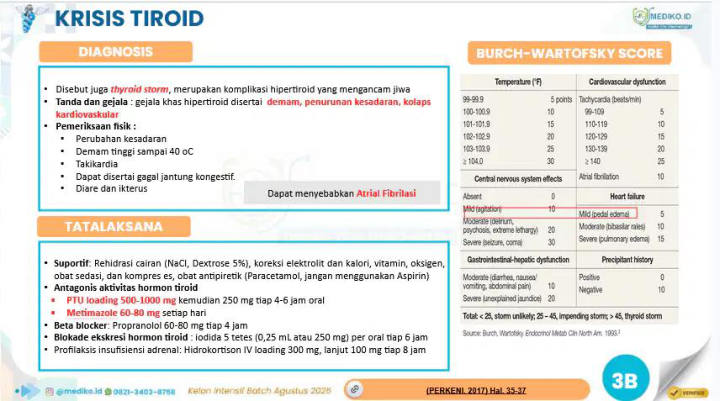 KRISIS TIROID
MEDIKO.ID
DIAGNOSIS
• Disebut juga thyroid storm, merupakan komplikasi hipertiroid yang mengancam jiwa
• Tanda dan gejala : gejala khas hipertiroid disertai demam, penurunan kesadaran, kolaps
kardiovaskular
• Pemeriksaan fisik :
• Perubahan kesadaran
• Demam tinggi sampai 40 oC
• Takikardia
• Dapat disertai gagal jantung kongestif.
• Diare dan ikterus
Dapat menyebabkan Atrial Fibrilasi
TATALAKSANA
• Suportif: Rehidrasi cairan (NaCl, Dextrose 5%), koreksi elektrolit dan kalori, vitamin, oksigen,
obat sedasi, dan kompres es, obat antipiretik (Paracetamol, jangan menggunakan Aspirin)
• Antagonis aktivitas hormon tiroid
▪ PTU loading 500-1000 mg kemudian 250 mg tiap 4-6 jam oral
▪ Metimazole 60-80 mg setiap hari
• Beta blocker: Propranolol 60-80 mg tiap 4 jam
• Blokade ekskresi hormon tiroid : iodida 5 tetes (0,25 mL atau 250 mg) per oral tiap 6 jam
• Profilaksis insufisiensi adrenal: Hidrokortison IV loading 300 mg, lanjut 100 mg tiap 8 jam
BURCH-WARTOFSKY SCORE
Temperature (°F)
99-99.9 5 points
100-100.9 10
101-101.9 15
102-102.9 20
103-103.9 25
≥ 104.0 30
Central nervous system effects
Absent 0
Mild (agitation) 10
Moderate (delirium,
psychosis, extreme lethargy) 20
Severe (seizure, coma) 30
Gastrointestinal-hepatic dysfunction
Moderate (diarrhea, nausea/
vomiting, abdominal pain) 10
Severe (unexplained jaundice) 20
Cardiovascular dysfunction
Tachycardia (beats/min)
99-109 5
110-119 10
120-129 15
130-139 20
≥ 140 25
Atrial fibrillation 10
Heart failure
Mild (pedal edema) 5
Moderate (bibasilar rales) 10
Severe (pulmonary edema) 15
Precipitant history
Positive 0
Negative 10
Total: < 25, storm unlikely; 25 – 45, impending storm; > 45, thyroid storm
Source: Burch, Wartofsky. Endocrinol Metab Clin North Am. 1993.²
@mediko.id 0821-3403-8768 Kelon Intensif Batch Agustus 2025
(PERKENI, 2017) Hal. 35-37
3B
VERIFIED